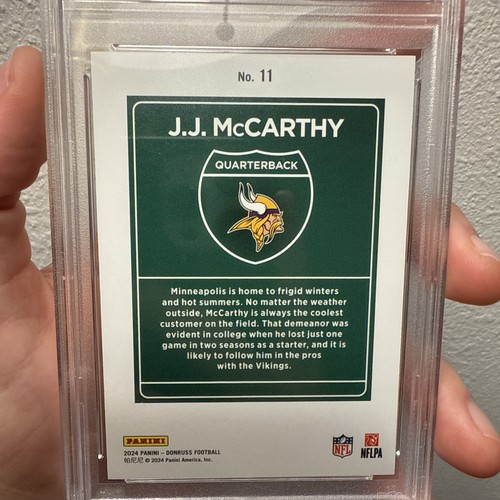 No. 11
J.J. McCARTHY
QUARTERBACK
Minneapolis is home to frigid winters
and hot summers. No matter the weather
outside, McCarthy is always the coolest
customer on the field. That demeanor was
evident in college when he lost just one
game in two seasons as a starter, and it is
likely to follow him in the pros
with the Vikings.
PANINI
2024 PANINI – DONRUSS FOOTBALL
帕尼尼 © 2024 Panini America, Inc.
NFL
NFLPA